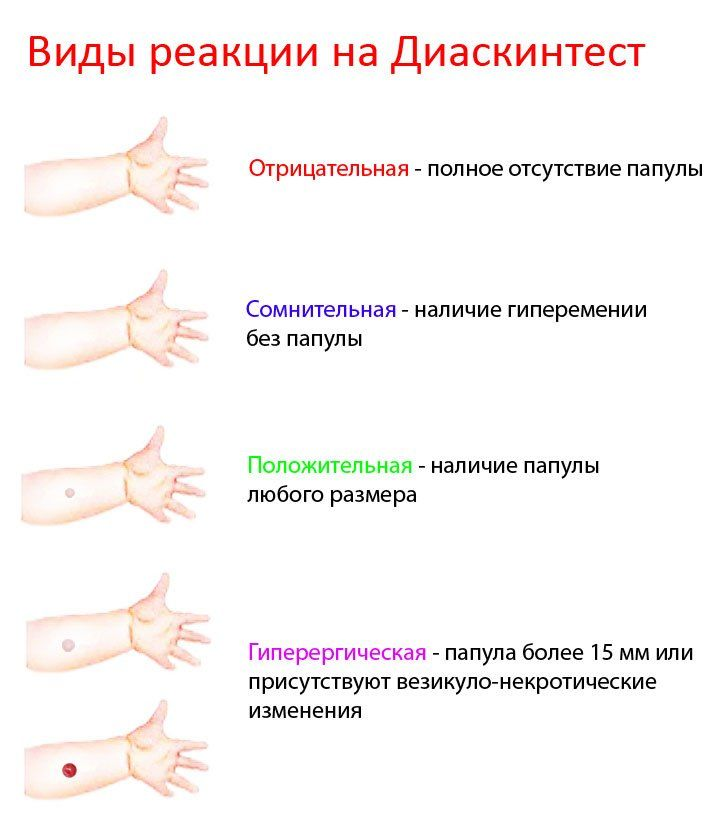 Виды реакции на Диаскинтест
Отрицательная - полное отсутствие папулы
Сомнительная - наличие гиперемении
без папулы
Положительная - наличие папулы
любого размера
Гиперергическая - папула более 15 мм или
присутствуют везикуло-некротические
изменения